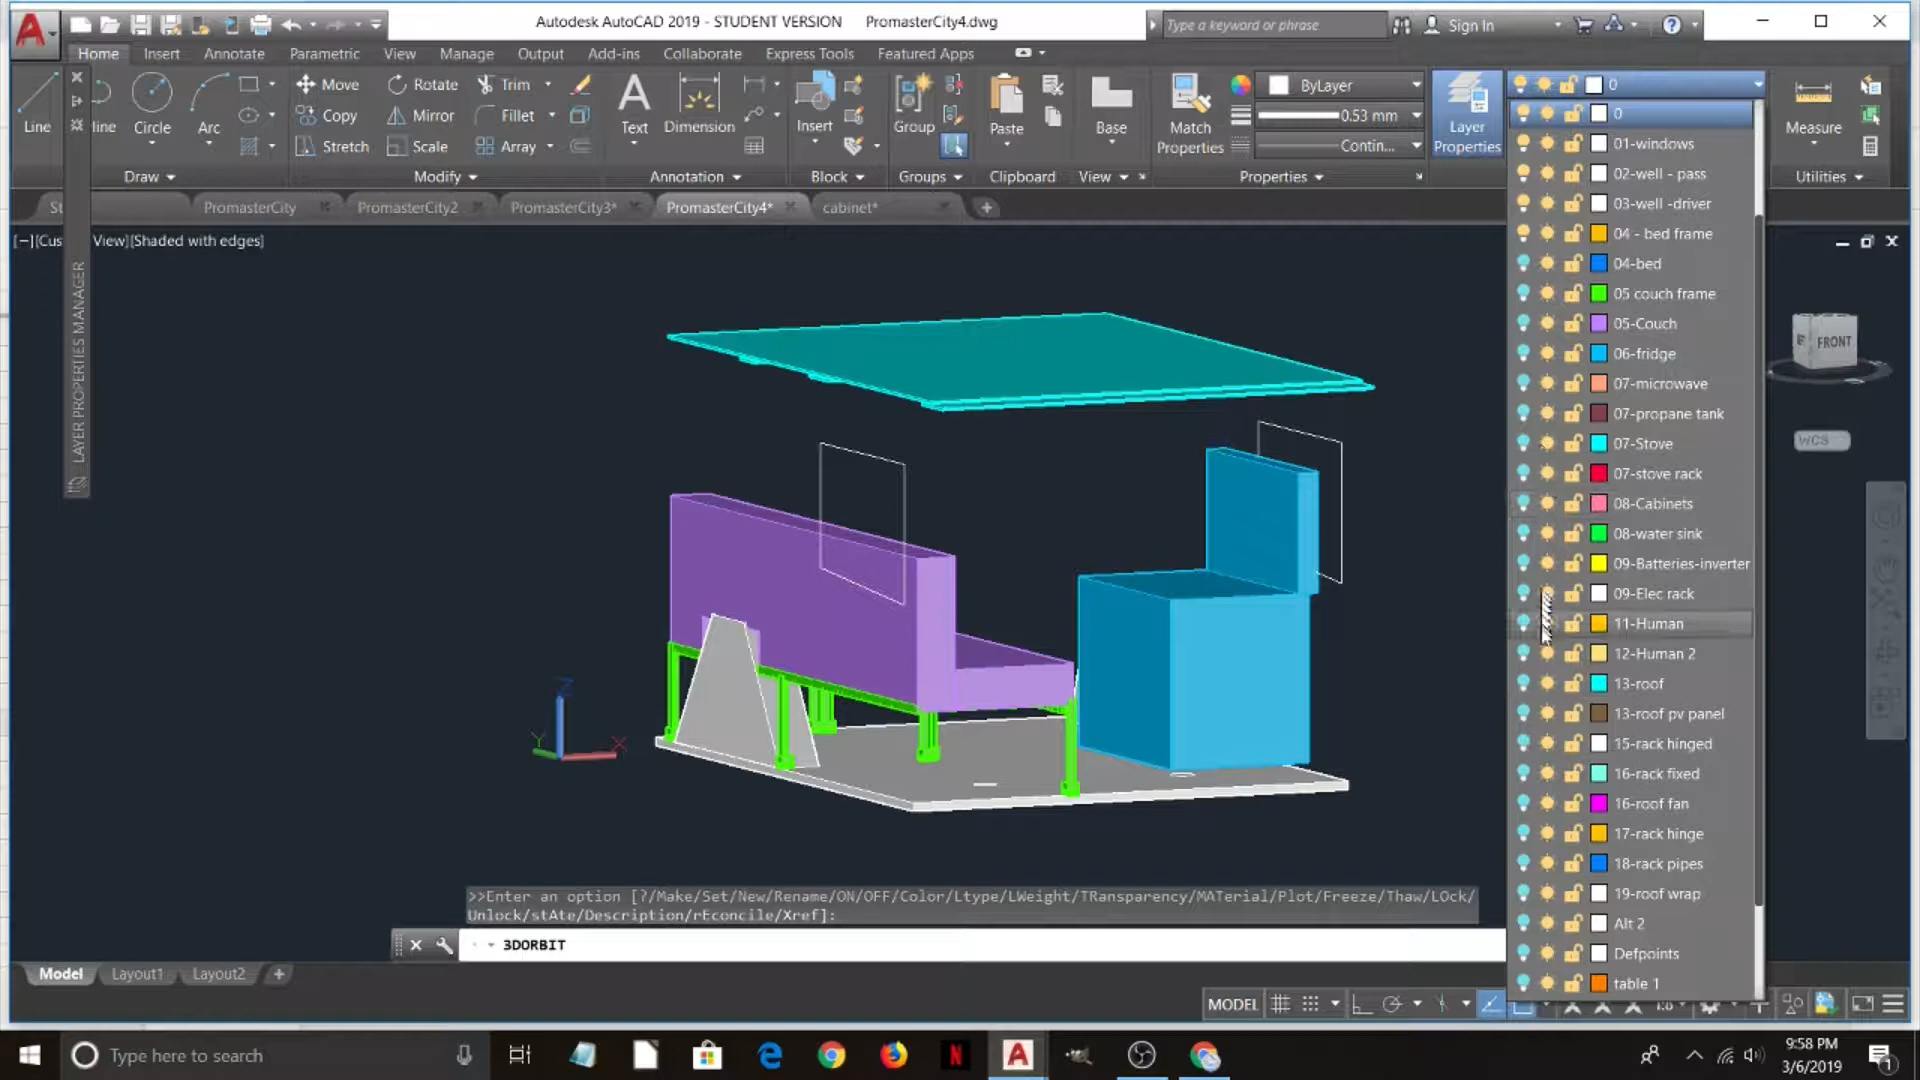 Autodesk AutoCAD 2019 - STUDENT VERSION PromasterCity4.dwg
Type a keyword or phrase
Sign In
Home Insert Annotate Parametric View Manage Output Add-ins Collaborate Express Tools Featured Apps
Line
line
Circle
Arc
Move
Copy
Stretch
Rotate
Mirror
Scale
Trim
Fillet
Array
Text
Dimension
Insert
Group
Paste
Base
Match
Properties
ByLayer
0.53 mm
Contin...
Layer
Properties
Measure
Draw Modify Annotation Block Groups Clipboard View Properties Utilities
St PromasterCity PromasterCity2 PromasterCity3* PromasterCity4* cabinet*
[−][Cus View][Shaded with edges]
LAYER PROPERTIES MANAGER
0
0
01-windows
02-well - pass
03-well -driver
04 - bed frame
04-bed
05 couch frame
05-Couch
06-fridge
07-microwave
07-propane tank
07-Stove
07-stove rack
08-Cabinets
08-water sink
09-Batteries-inverter
09-Elec rack
11-Human
12-Human 2
13-roof
13-roof pv panel
15-rack hinged
16-rack fixed
16-roof fan
17-rack hinge
18-rack pipes
19-roof wrap
Alt 2
Defpoints
table 1
FRONT
WCS
Z
Y X
>>Enter an option [?/Make/Set/New/Rename/ON/OFF/Color/Ltype/LWeight/TRansparency/MATerial/Plot/Freeze/Thaw/LOck/
Unlock/stAte/Description/rEconcile/Xref]:
3DORBIT
Model Layout1 Layout2
MODEL
Type here to search
9:58 PM
3/6/2019
1